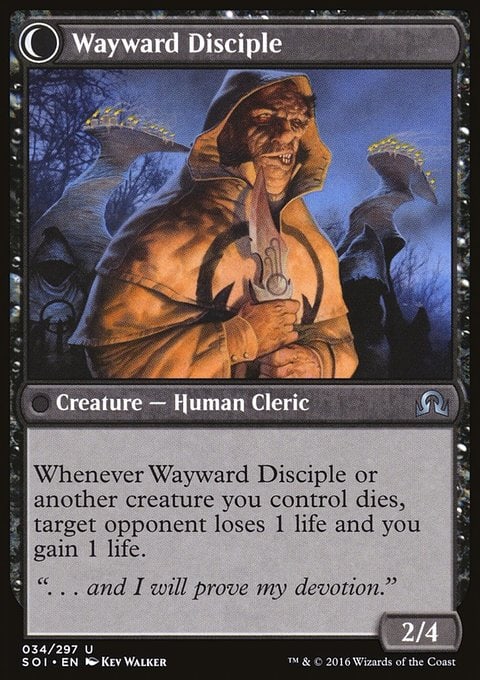 Wayward Disciple
Creature — Human Cleric
Whenever Wayward Disciple or
another creature you control dies,
target opponent loses 1 life and you
gain 1 life.
“. . . and I will prove my devotion.”
2/4
034/297 U
SOI • EN Kev Walker
™ & © 2016 Wizards of the Coast